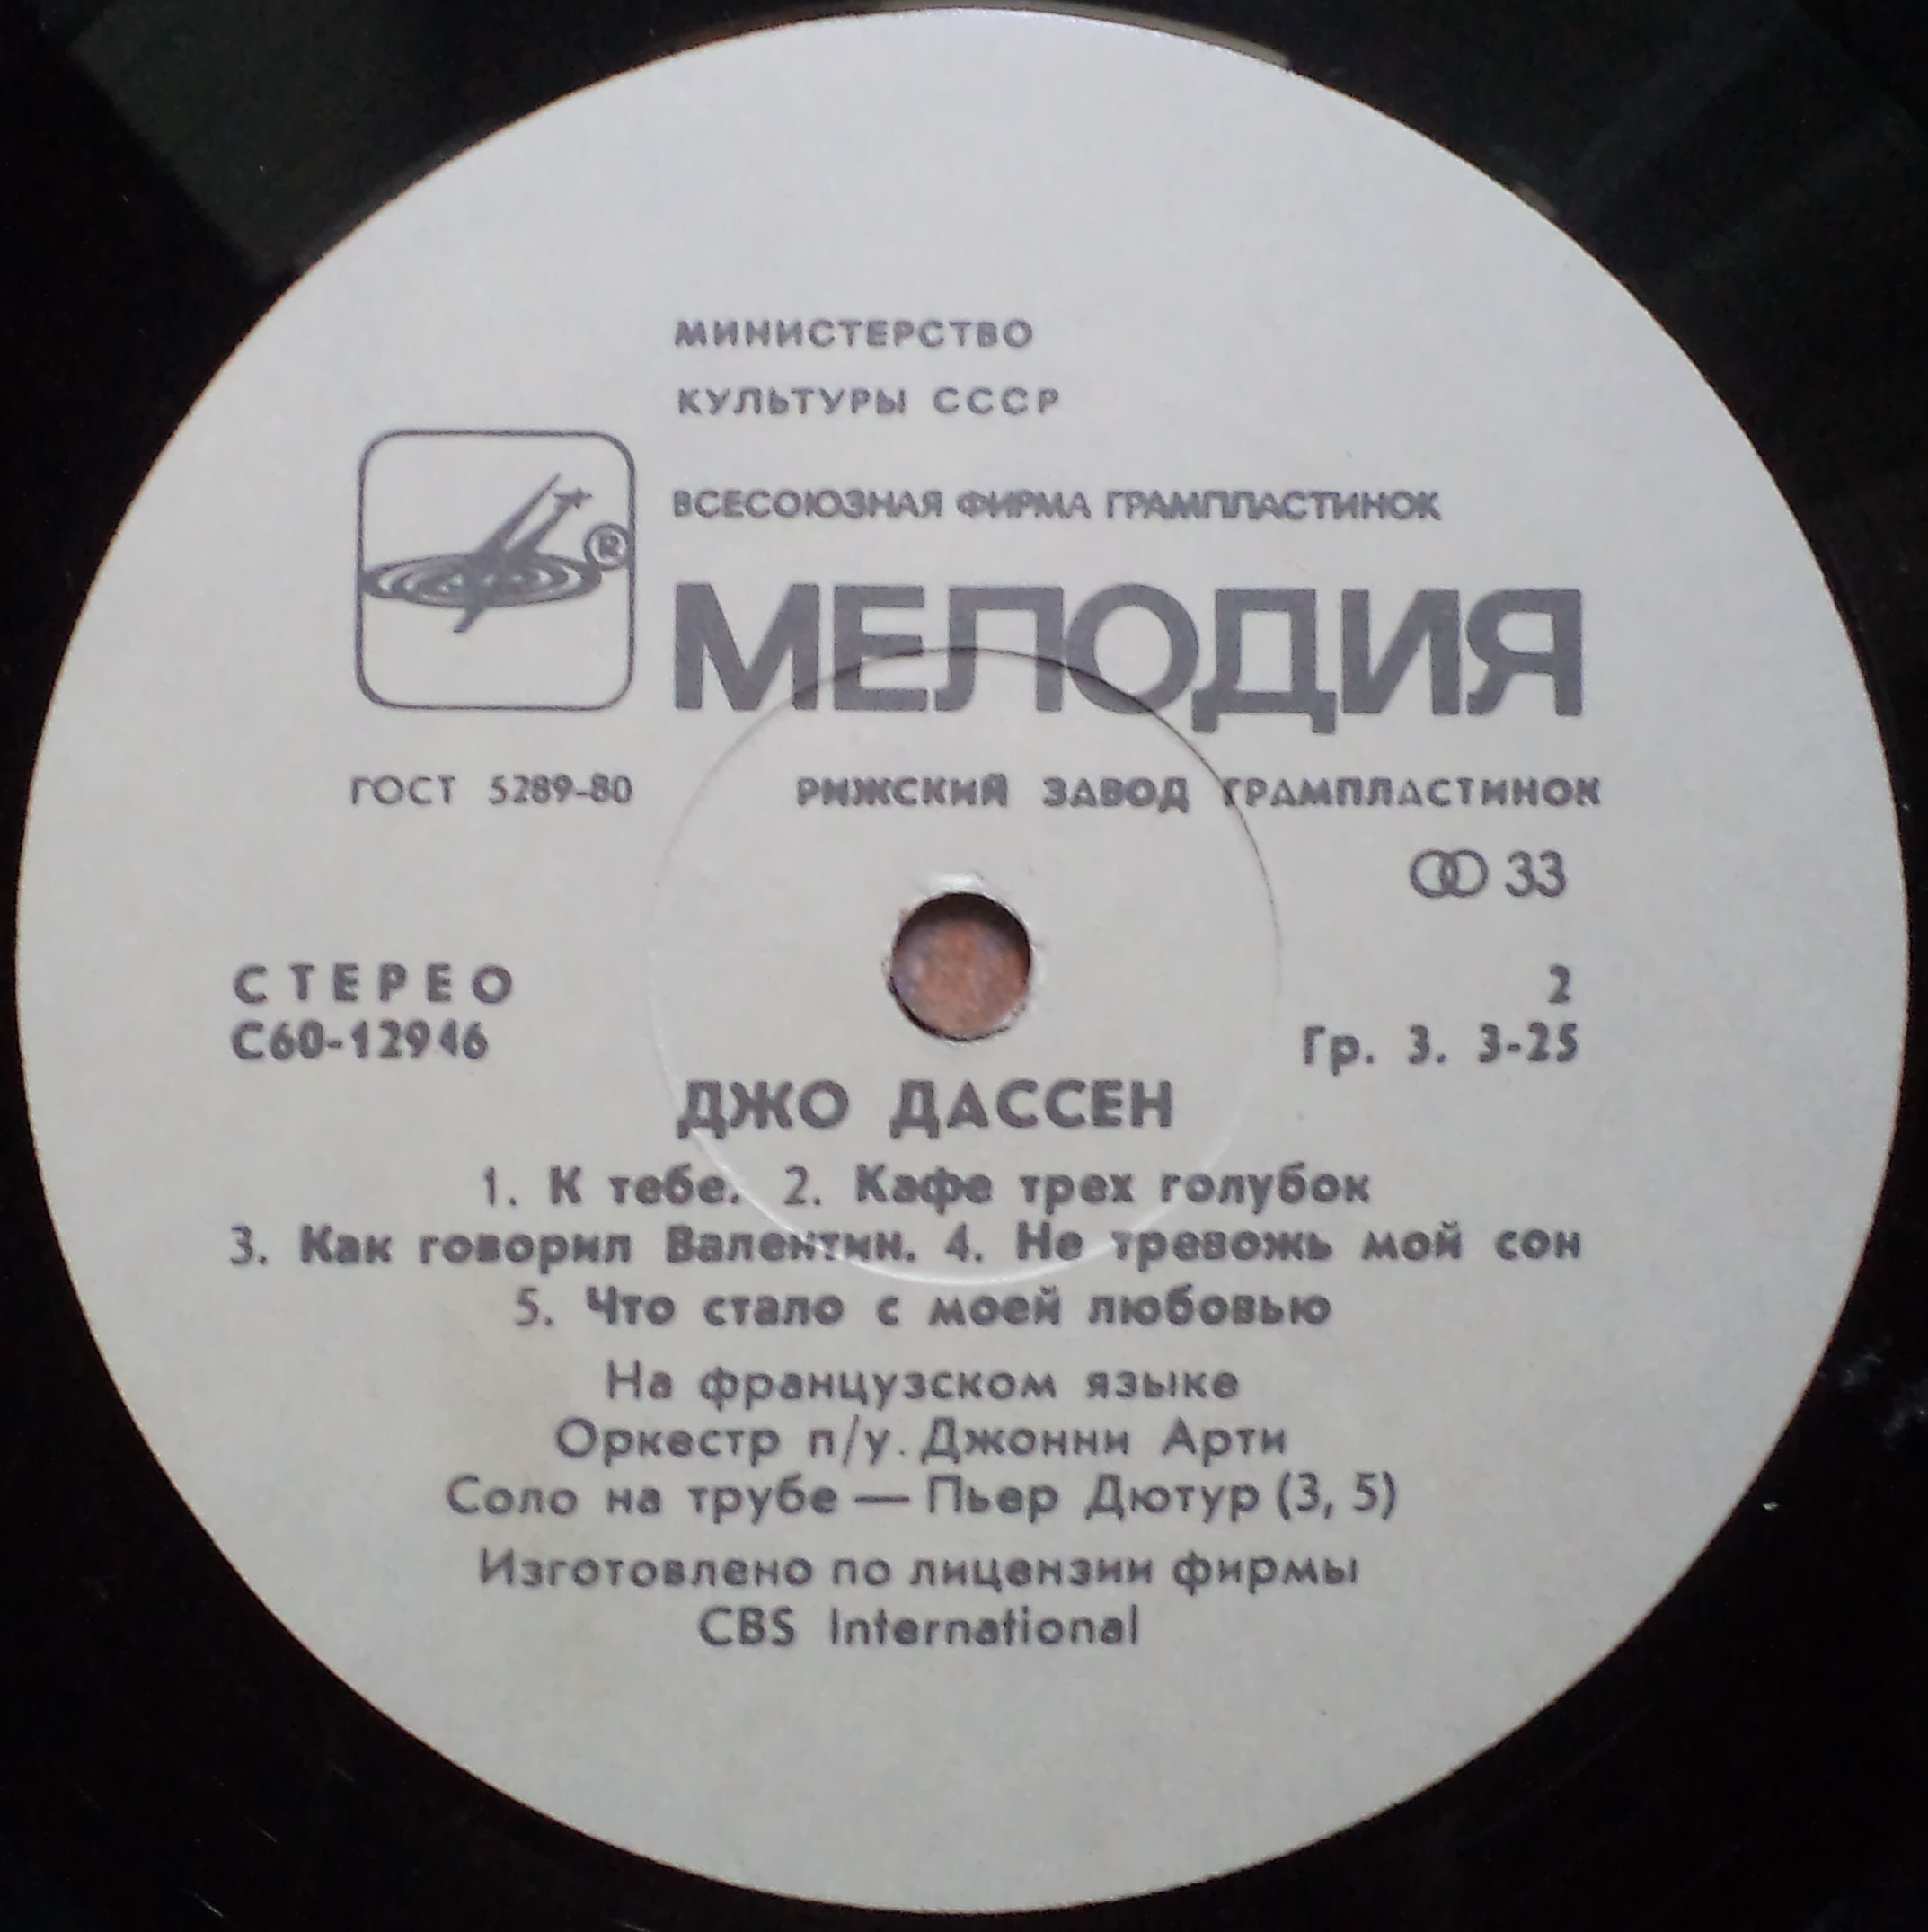 МИНИСТЕРСТВО
КУЛЬТУРЫ СССР
ВСЕСОЮЗНАЯ ФИРМА ГРАМПЛАСТИНОК
®
МЕЛОДИЯ
ГОСТ 5289-80 РИЖСКИЙ ЗАВОД ГРАМПЛАСТИНОК
33
СТЕРЕО 2
С60-12946 Гр. 3. 3-25
ДЖО ДАССЕН
1. К тебе. 2. Кафе трех голубок
3. Как говорил Валентин. 4. Не тревожь мой сон
5. Что стало с моей любовью
На французском языке
Оркестр п/у. Джонни Арти
Соло на трубе — Пьер Дютур (3, 5)
Изготовлено по лицензии фирмы
CBS International